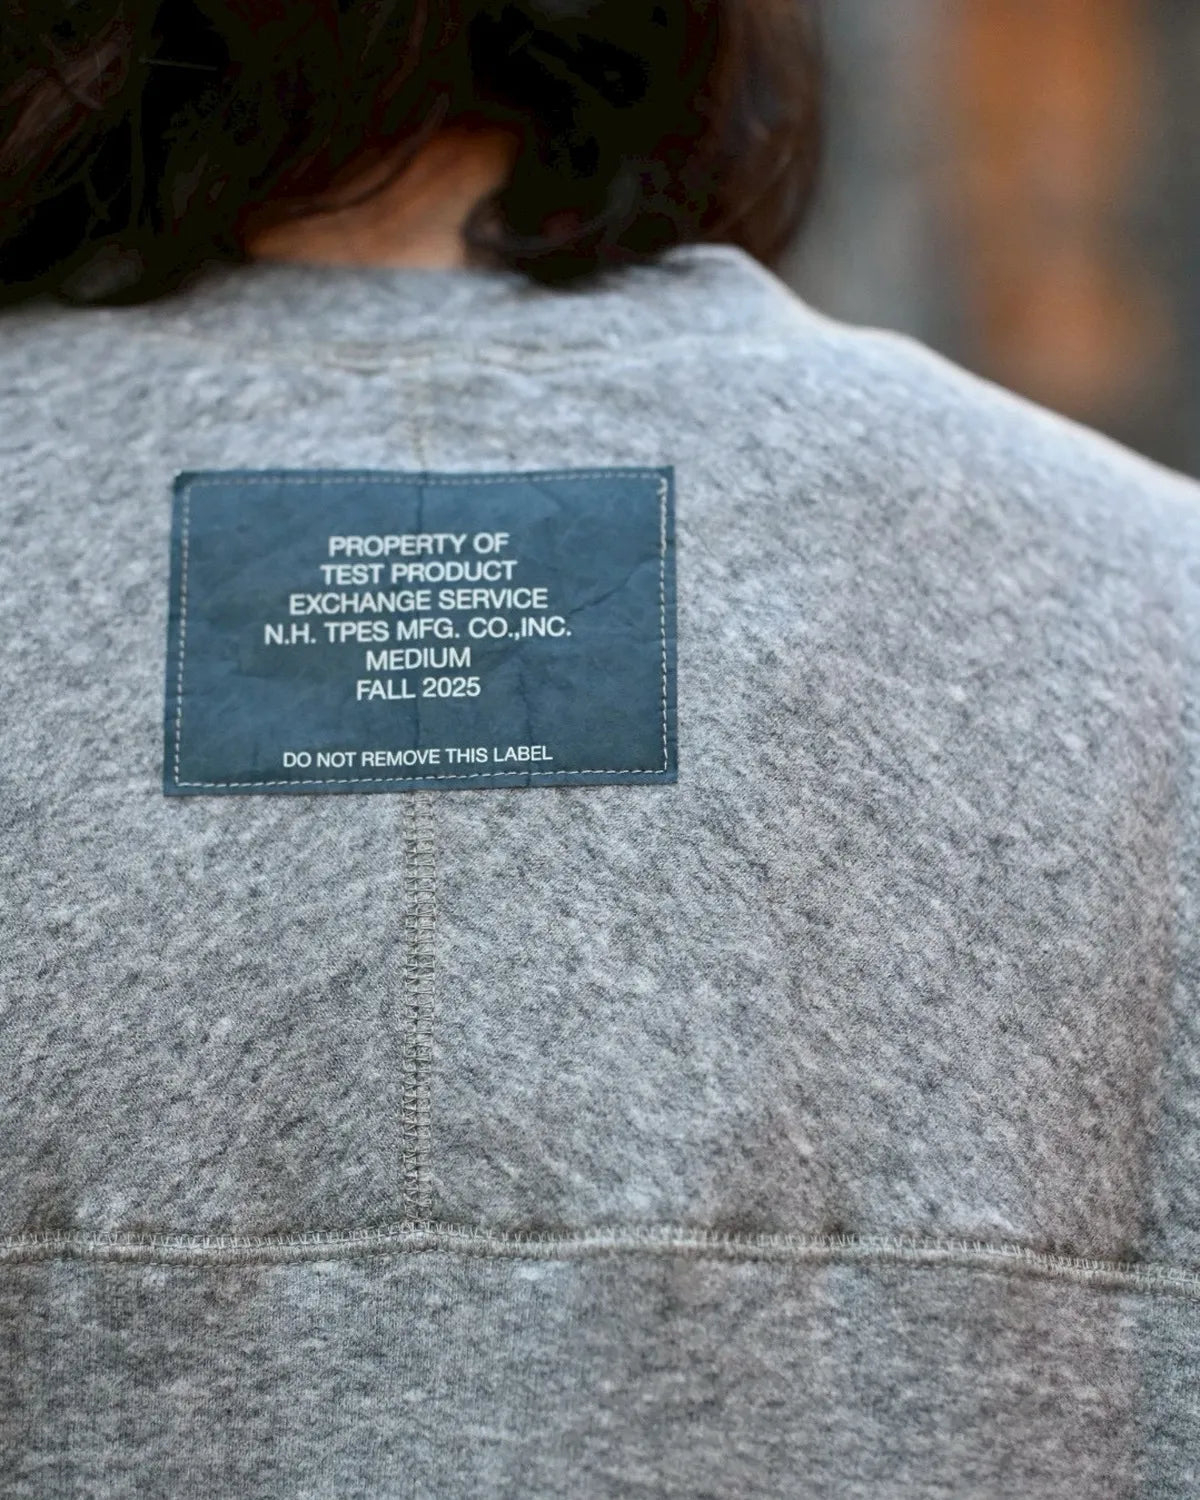 PROPERTY OF
TEST PRODUCT
EXCHANGE SERVICE
N.H. TPES MFG. CO.,INC.
MEDIUM
FALL 2025
DO NOT REMOVE THIS LABEL